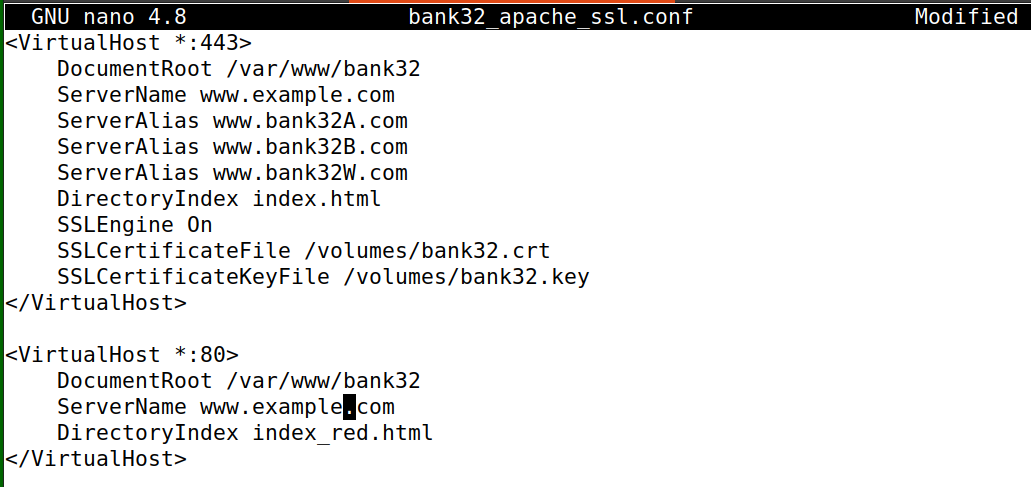 GNU nano 4.8 bank32_apache_ssl.conf Modified
<VirtualHost *:443>
    DocumentRoot /var/www/bank32
    ServerName www.example.com
    ServerAlias www.bank32A.com
    ServerAlias www.bank32B.com
    ServerAlias www.bank32W.com
    DirectoryIndex index.html
    SSLEngine On
    SSLCertificateFile /volumes/bank32.crt
    SSLCertificateKeyFile /volumes/bank32.key
</VirtualHost>

<VirtualHost *:80>
    DocumentRoot /var/www/bank32
    ServerName www.example.com
    DirectoryIndex index_red.html
</VirtualHost>